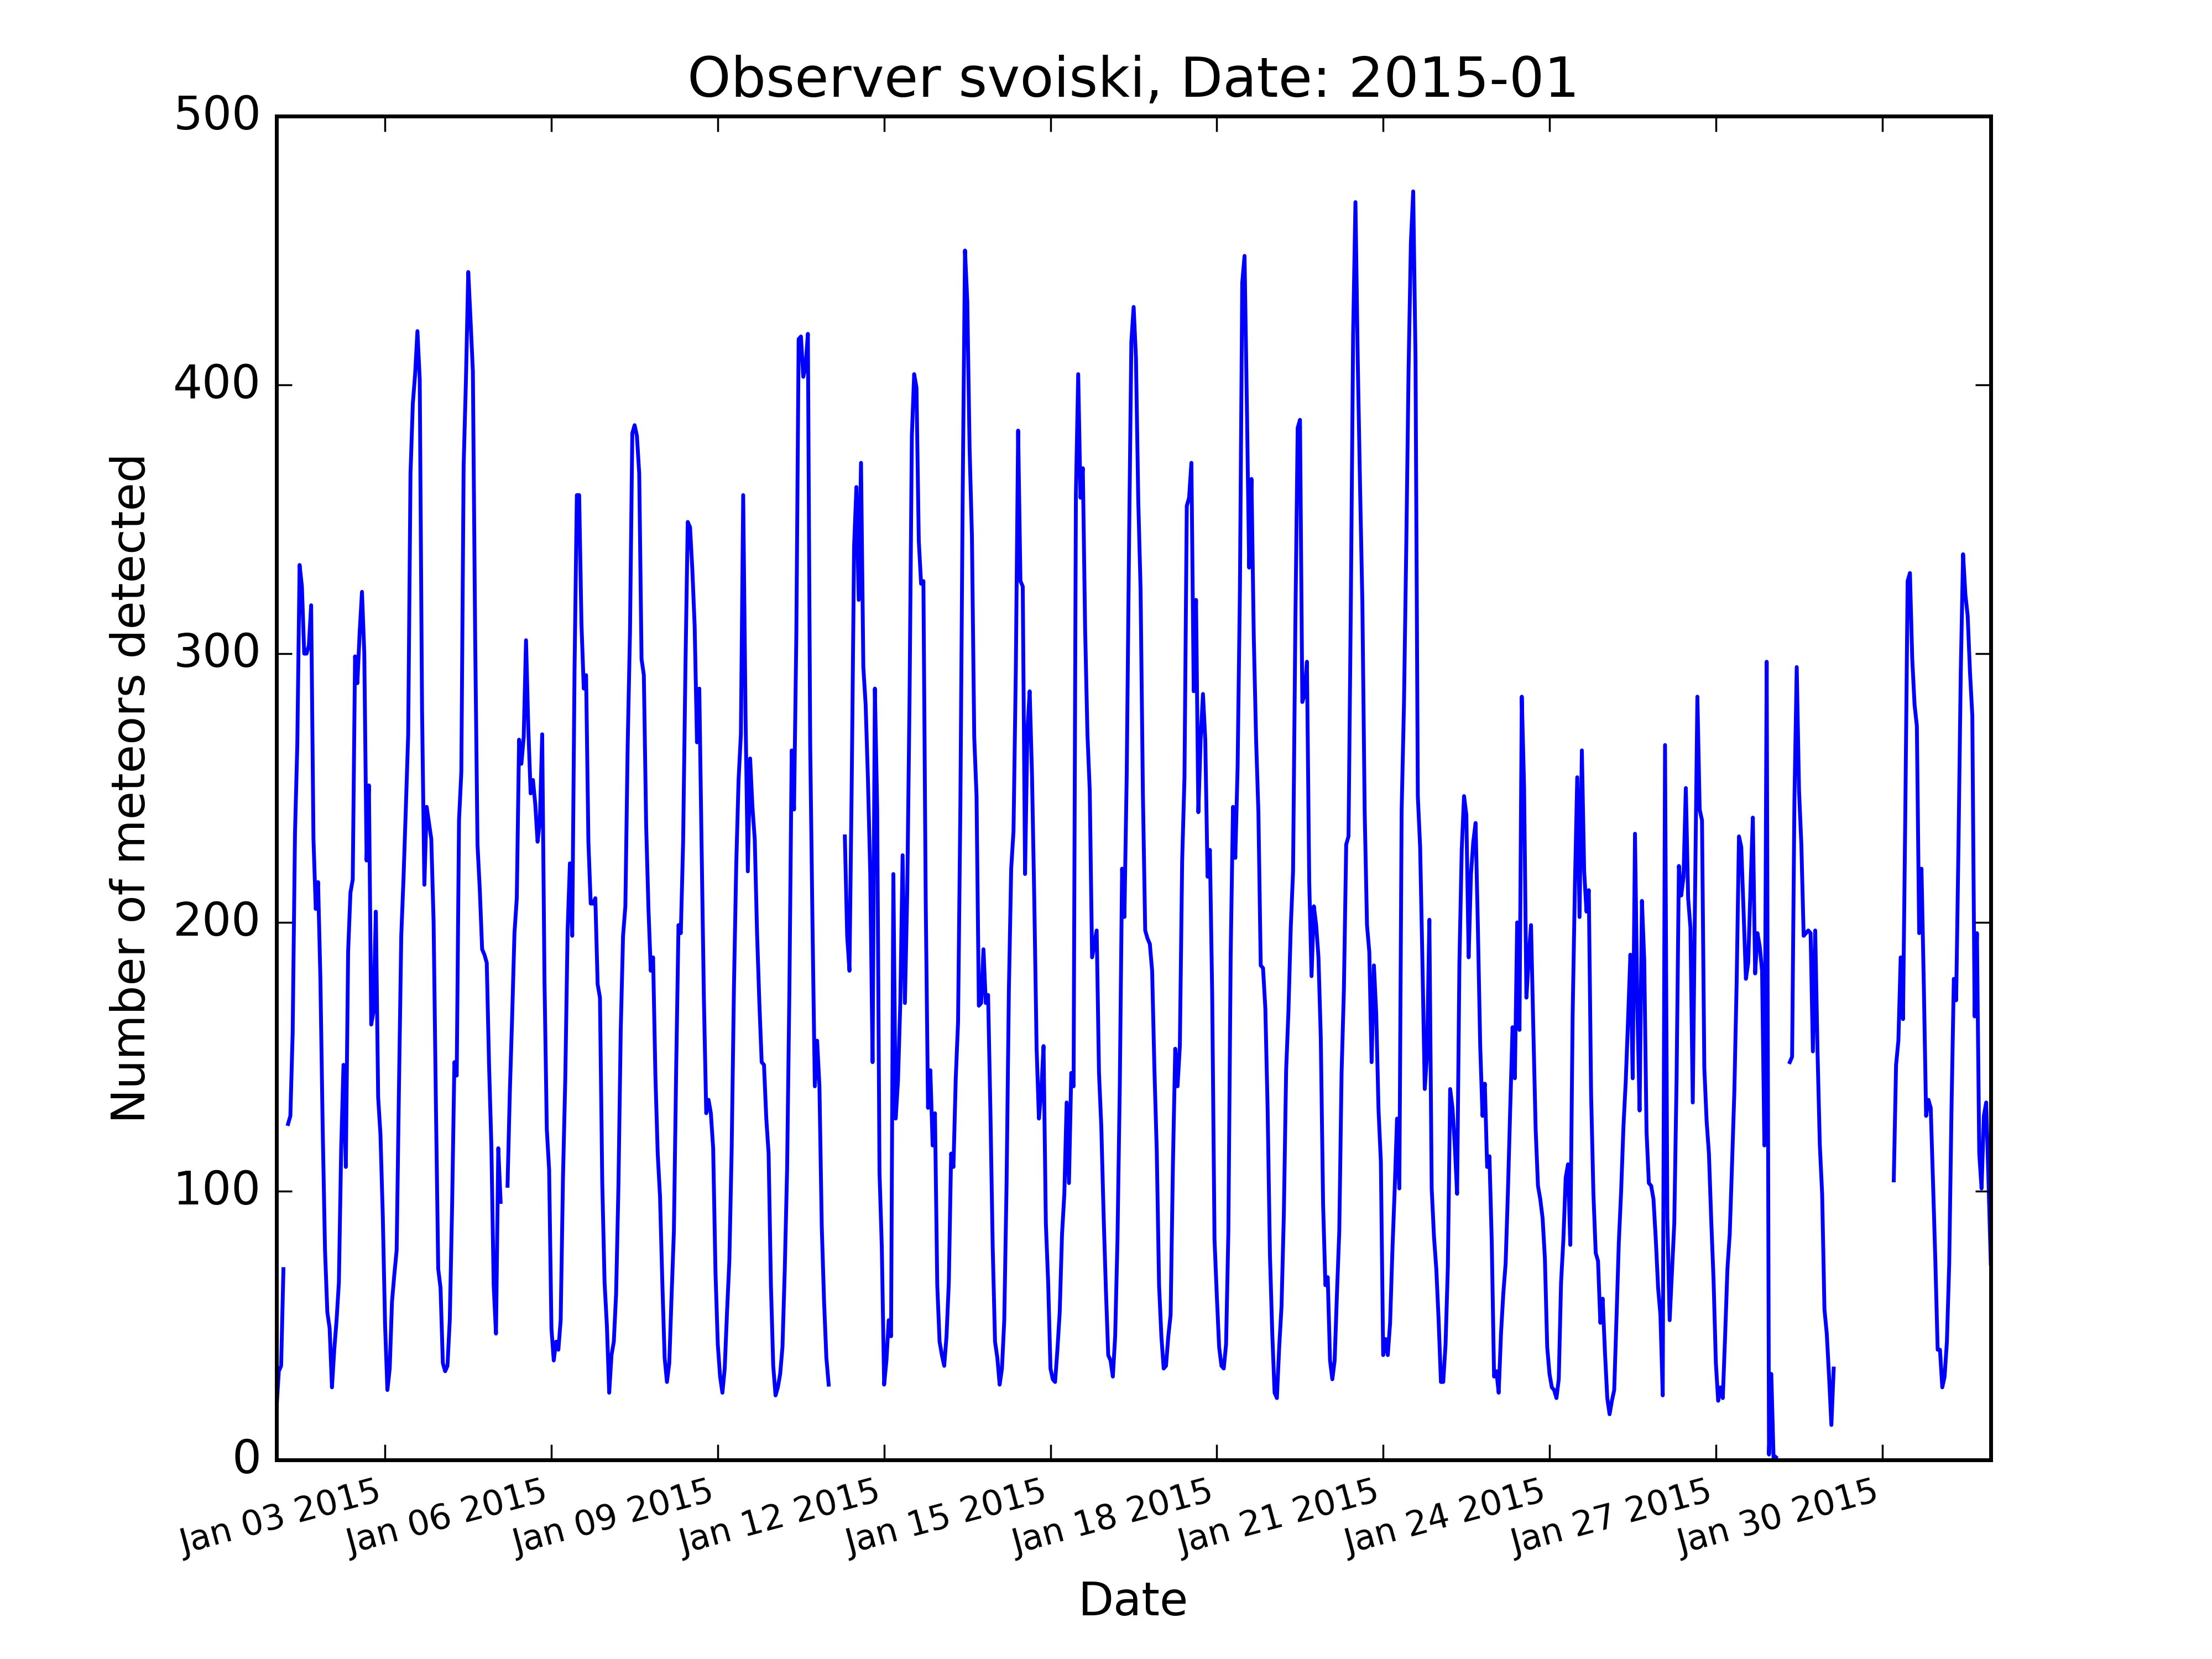 Observer svoiski, Date: 2015-01
500
400
300
200
100
0
Number of meteors detected
Jan 03 2015
Jan 06 2015
Jan 09 2015
Jan 12 2015
Jan 15 2015
Jan 18 2015
Jan 21 2015
Jan 24 2015
Jan 27 2015
Jan 30 2015
Date